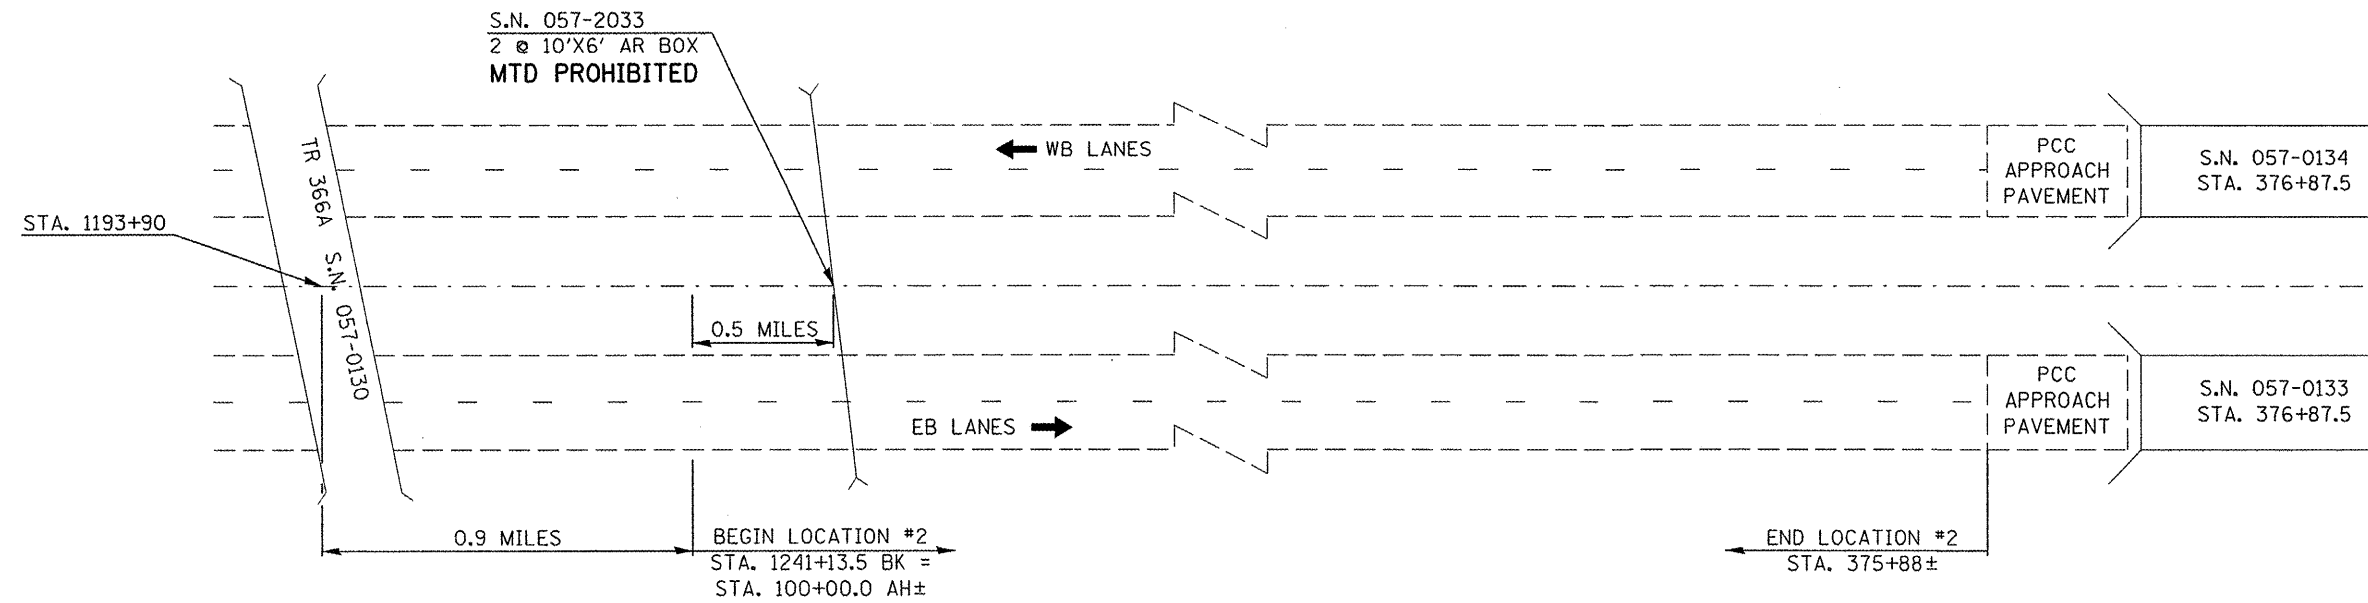 S.N. 057-2033
2 @ 10'X6' AR BOX
MTD PROHIBITED
WB LANES
PCC
APPROACH
PAVEMENT
S.N. 057-0134
STA. 376+87.5
STA. 1193+90
TR 366A S.N. 057-0130
0.5 MILES
EB LANES
PCC
APPROACH
PAVEMENT
S.N. 057-0133
STA. 376+87.5
0.9 MILES
BEGIN LOCATION #2
STA. 1241+13.5 BK =
STA. 100+00.0 AH±
END LOCATION #2
STA. 375+88±